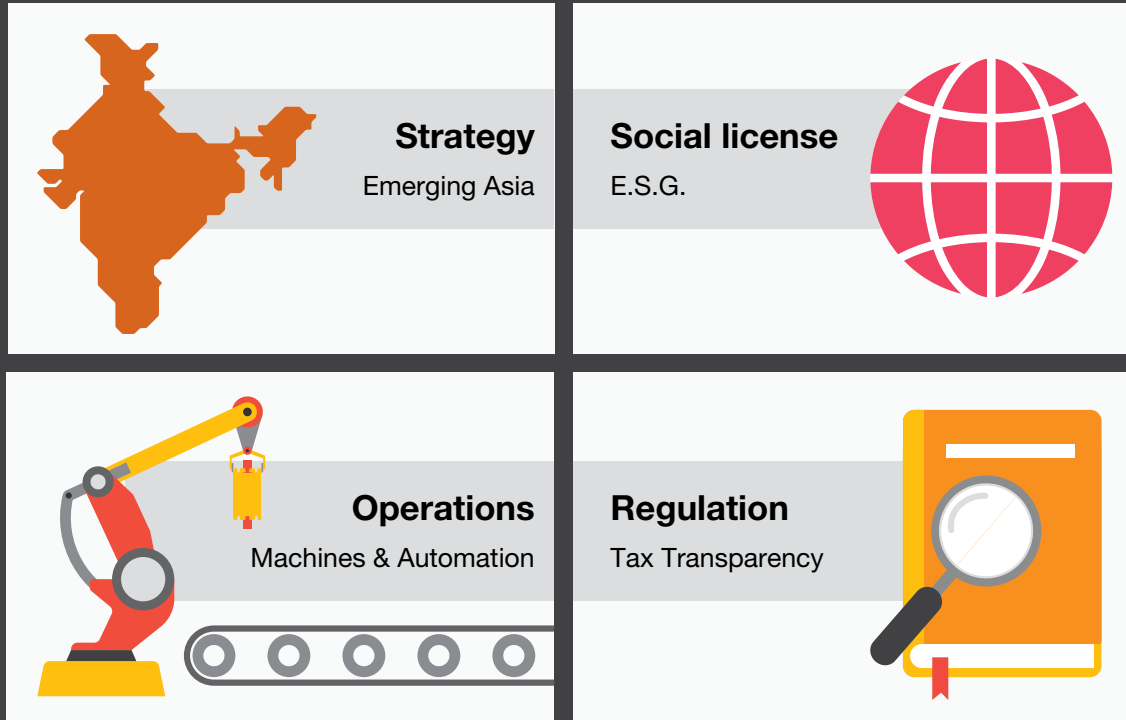 Strategy
Emerging Asia
Social license
E.S.G.
Operations
Machines & Automation
Regulation
Tax Transparency